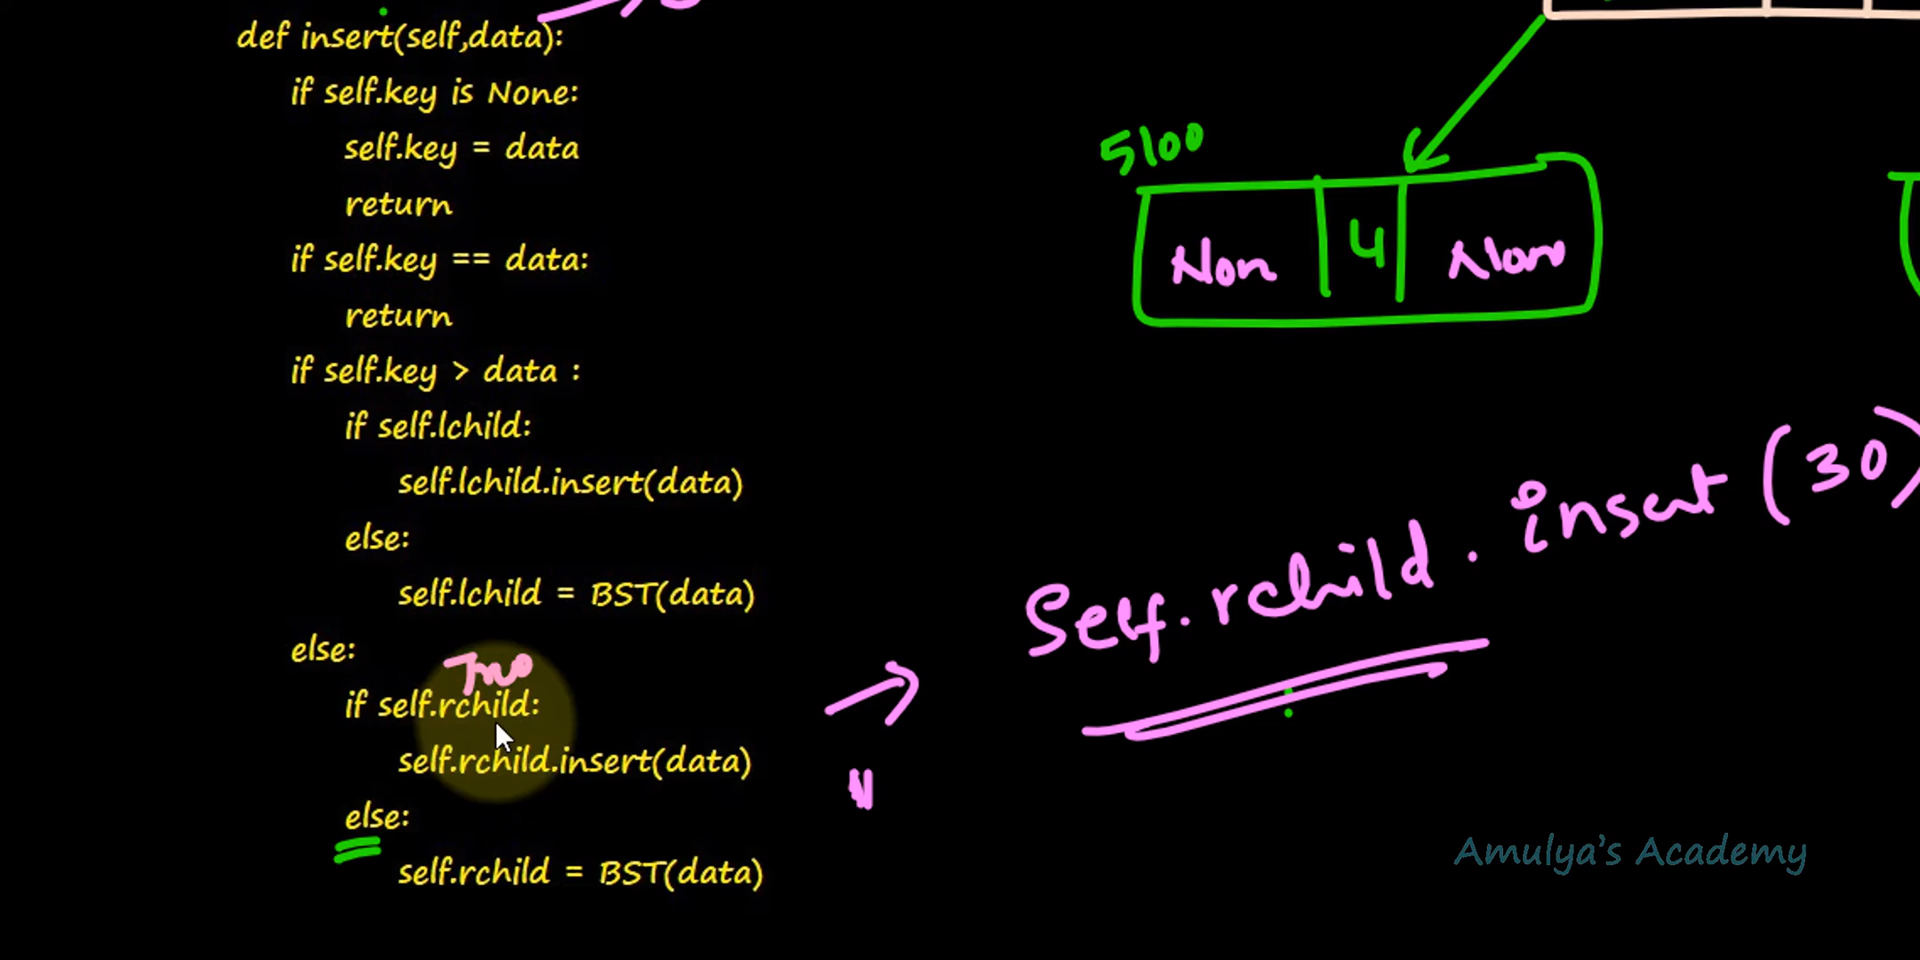 def insert(self,data):
if self.key is None:
self.key = data
return
if self.key == data:
return
if self.key > data :
if self.lchild:
self.lchild.insert(data)
else:
self.lchild = BST(data)
else:
True
if self.rchild:
self.rchild.insert(data)
else:
self.rchild = BST(data)
5100
Non 4 Non
Self.rchild.insert(30)
Amulya's Academy